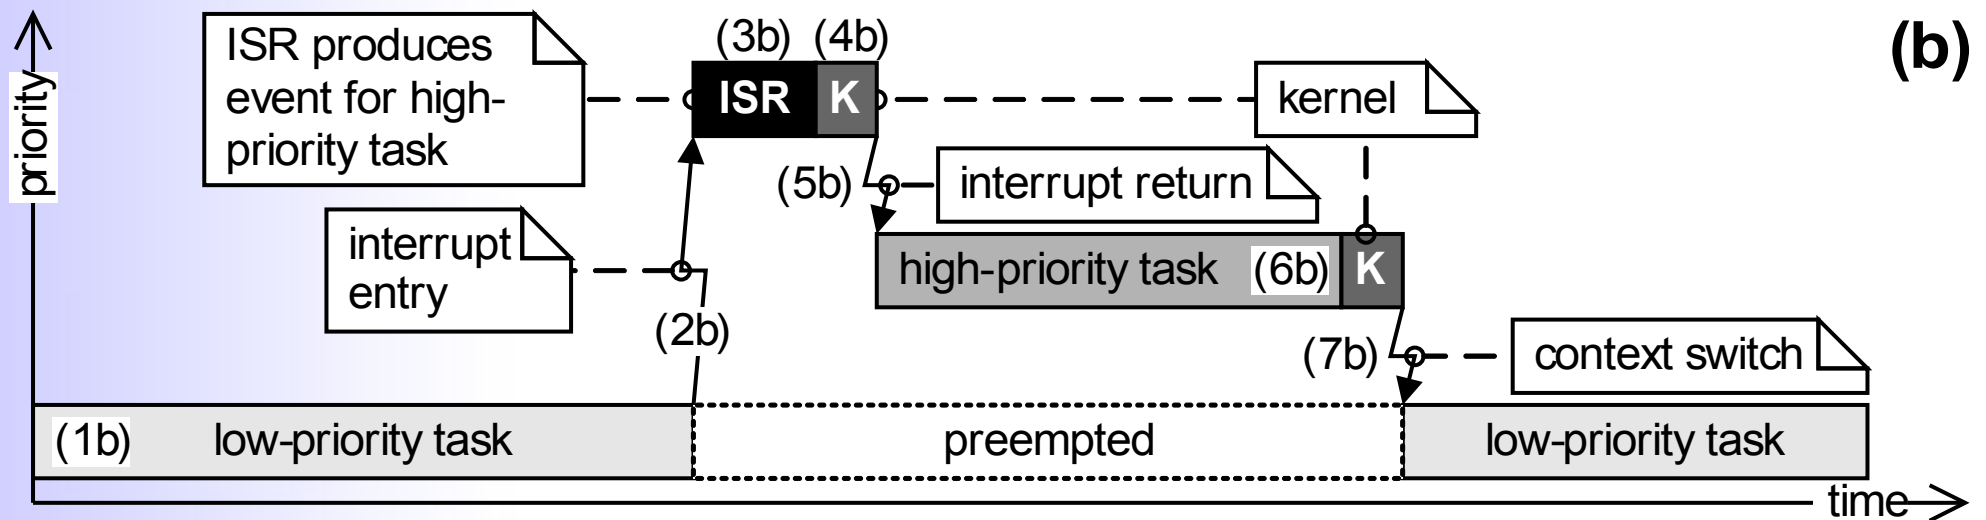 (b)
priority
ISR produces
event for high-
priority task
(3b) (4b)
ISR K
kernel
(5b)
interrupt return
interrupt
entry
(2b)
high-priority task (6b) K
(7b)
context switch
(1b) low-priority task
preempted
low-priority task
time